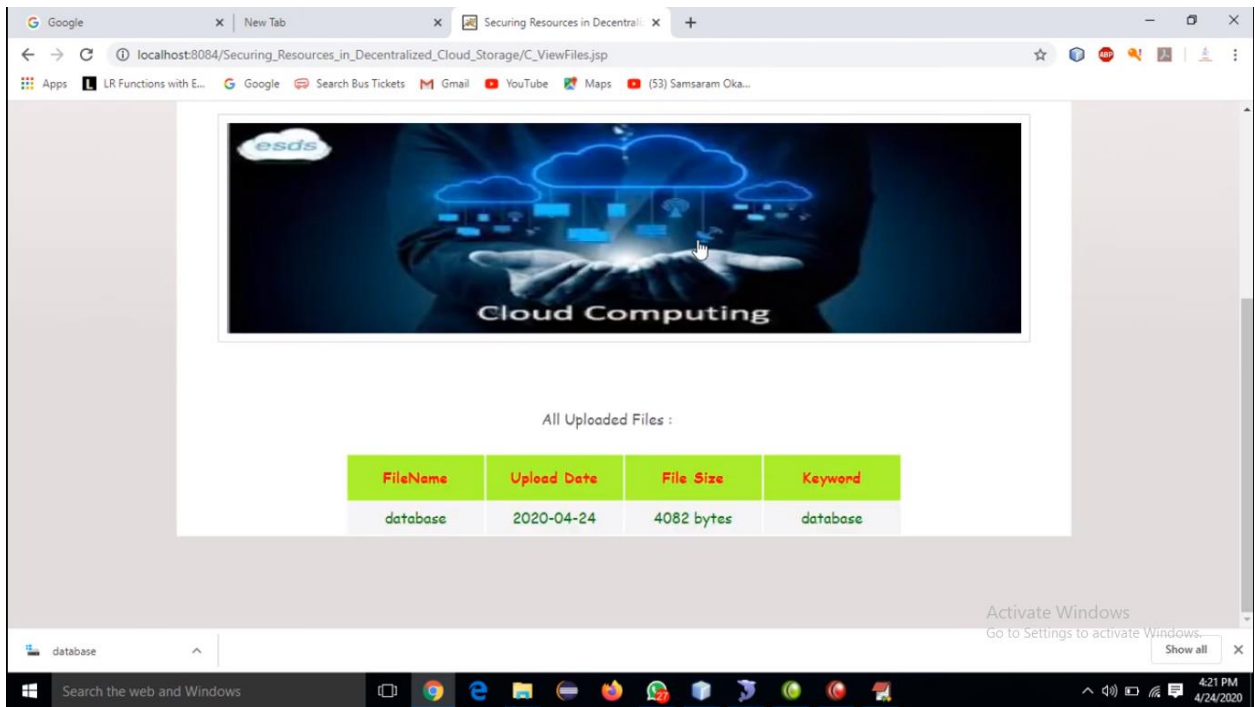 Google
New Tab
Securing Resources in Decentrali
localhost:8084/Securing_Resources_in_Decentralized_Cloud_Storage/C_ViewFiles.jsp
ABP
Apps
LR Functions with E...
Google
Search Bus Tickets
Gmail
YouTube
Maps
(53) Samsaram Oka...
esds
Cloud Computing
All Uploaded Files :
FileName Upload Date File Size Keyword
database 2020-04-24 4082 bytes database
Activate Windows
Go to Settings to activate Windows.
database
Show all
Search the web and Windows
27
4:21 PM
4/24/2020